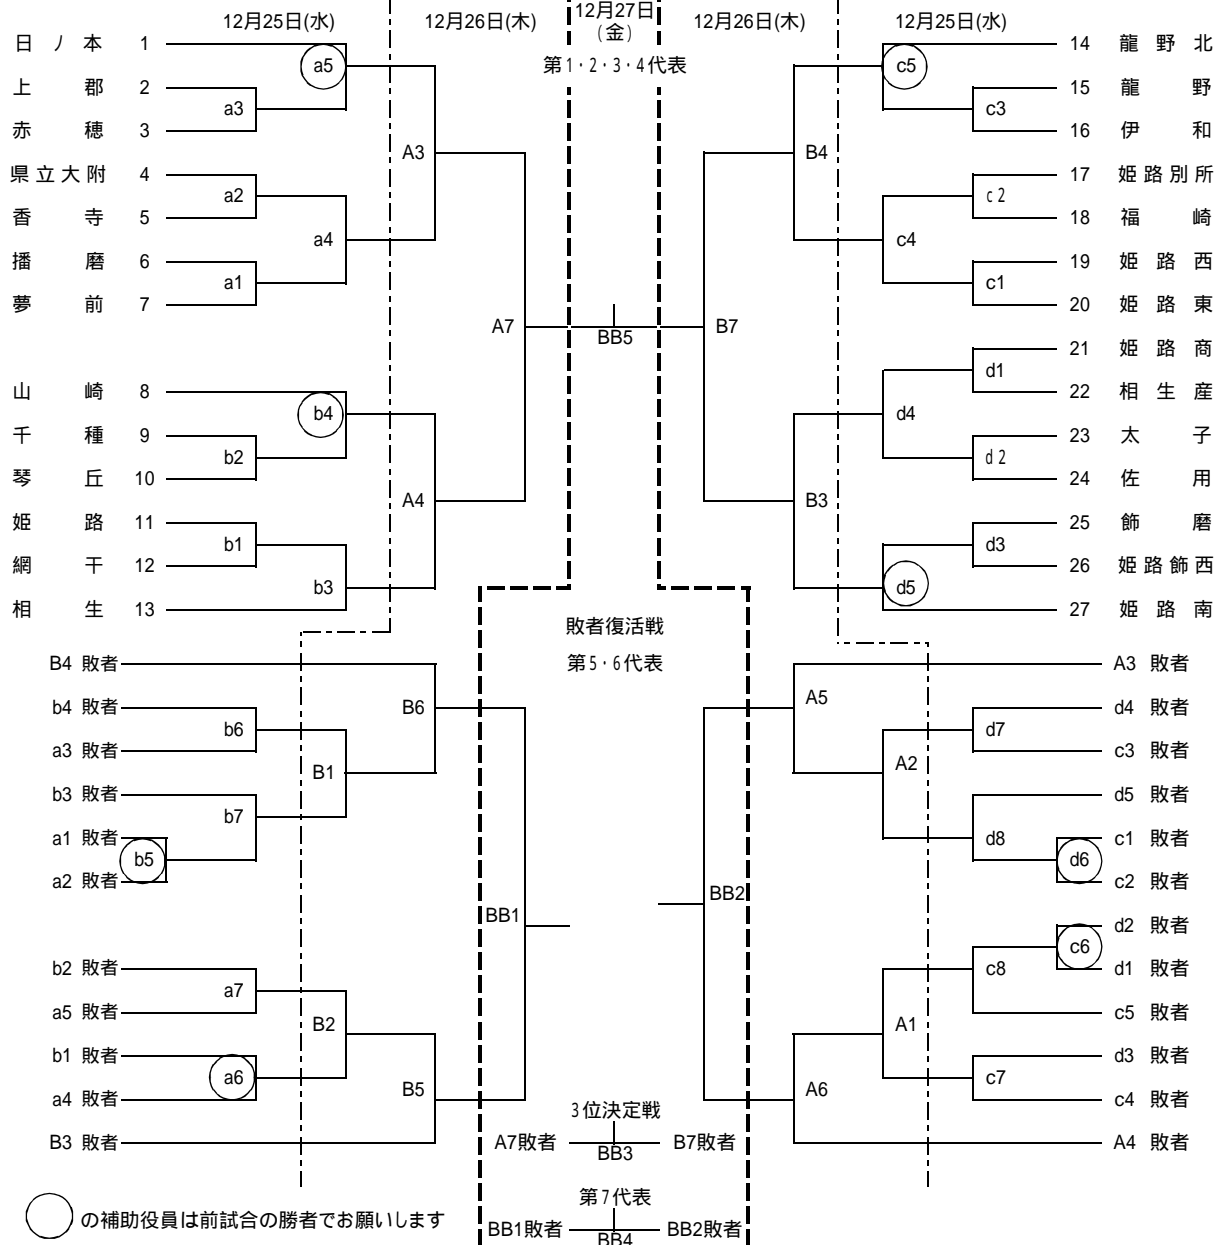 12月25日(水) 12月26日(木) 12月27日(金) 12月26日(木) 12月25日(水)
第1・2・3・4代表
日ノ本 1
上郡 2
赤穂 3
県立大附 4
香寺 5
播磨 6
夢前 7
山崎 8
千種 9
琴丘 10
姫路 11
網干 12
相生 13
a5
a3
a2
a4
a1
b4
b2
b1
b3
A3
A4
A7
BB5
B7
B4
B3
c5
c3
c2
c4
c1
d1
d4
d2
d3
d5
14 龍野北
15 龍野
16 伊和
17 姫路別所
18 福崎
19 姫路西
20 姫路東
21 姫路商
22 相生産
23 太子
24 佐用
25 飾磨
26 姫路飾西
27 姫路南
敗者復活戦
第5・6代表
B4 敗者
b4 敗者
a3 敗者
b3 敗者
a1 敗者
a2 敗者
b2 敗者
a5 敗者
b1 敗者
a4 敗者
B3 敗者
b6
b7
b5
B1
B6
a7
a6
B2
B5
BB1
BB2
A5
A2
d7
d8
d6
c6
c8
A1
c7
A6
A3 敗者
d4 敗者
c3 敗者
d5 敗者
c1 敗者
c2 敗者
d2 敗者
d1 敗者
c5 敗者
d3 敗者
c4 敗者
A4 敗者
3位決定戦
A7敗者 BB3 B7敗者
第7代表
BB1敗者 BB4 BB2敗者
の補助役員は前試合の勝者でお願いします